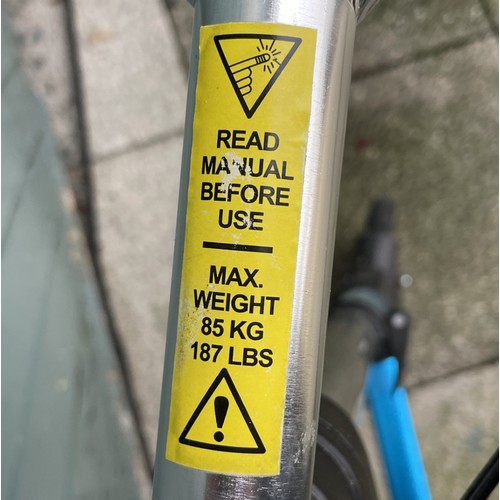 READ
MANUAL
BEFORE
USE
MAX.
WEIGHT
85 KG
187 LBS